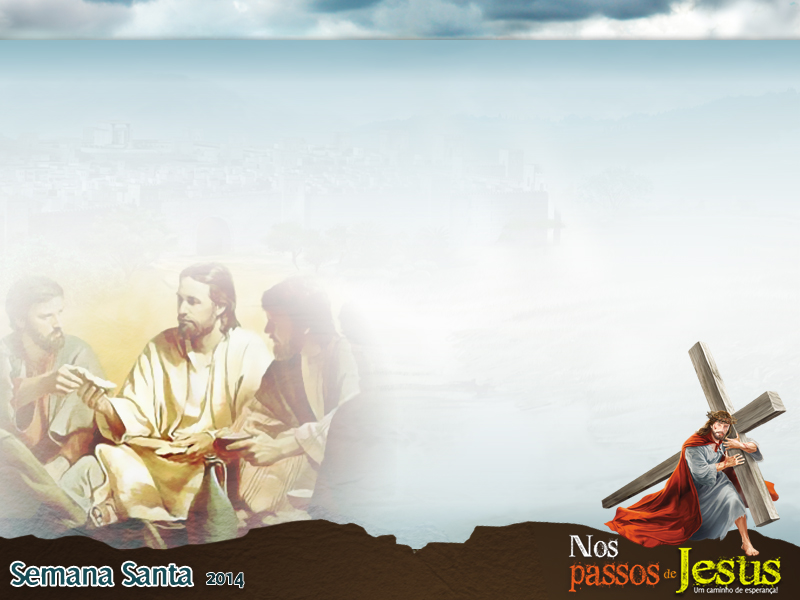 Semana Santa 2014
Nos
passos de Jesus
Um caminho de esperança!